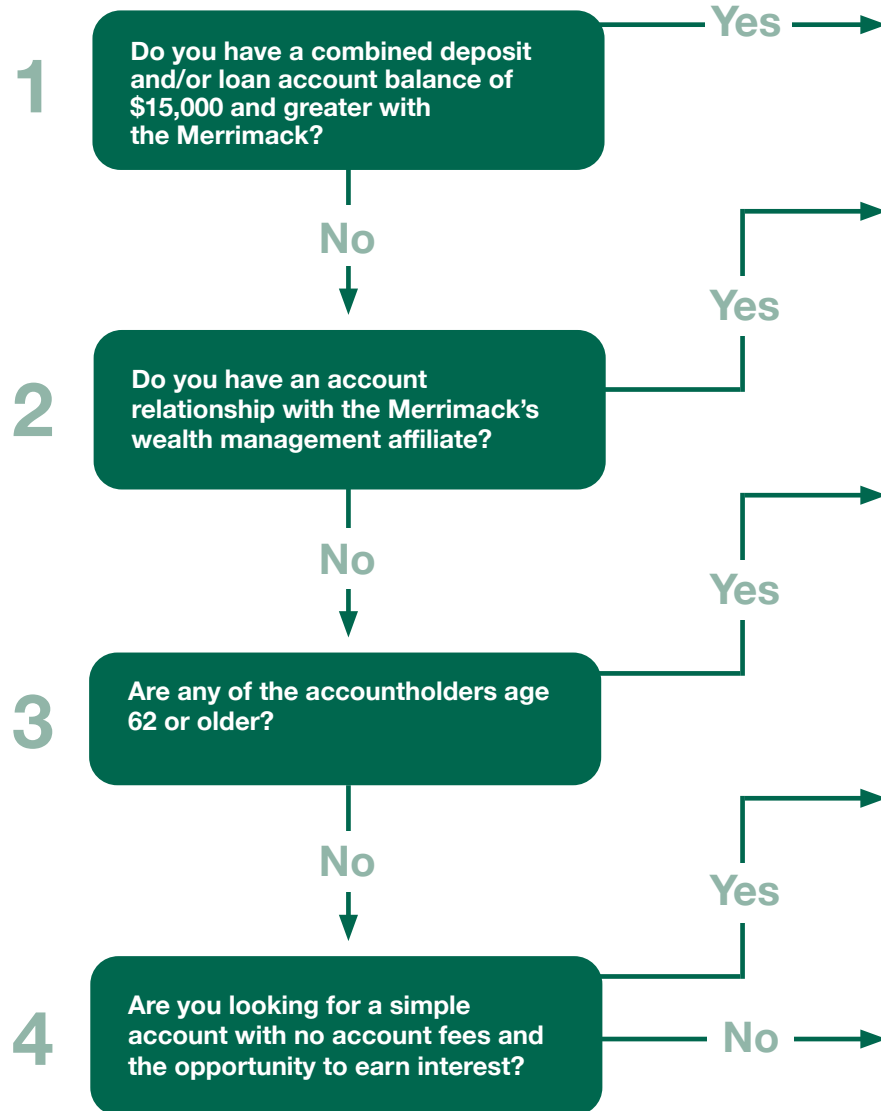 Yes
1
Do you have a combined deposit
and/or loan account balance of
$15,000 and greater with
the Merrimack?
No
Yes
2
Do you have an account
relationship with the Merrimack’s
wealth management affiliate?
No
Yes
3
Are any of the accountholders age
62 or older?
No
Yes
4
Are you looking for a simple
account with no account fees and
the opportunity to earn interest?
No